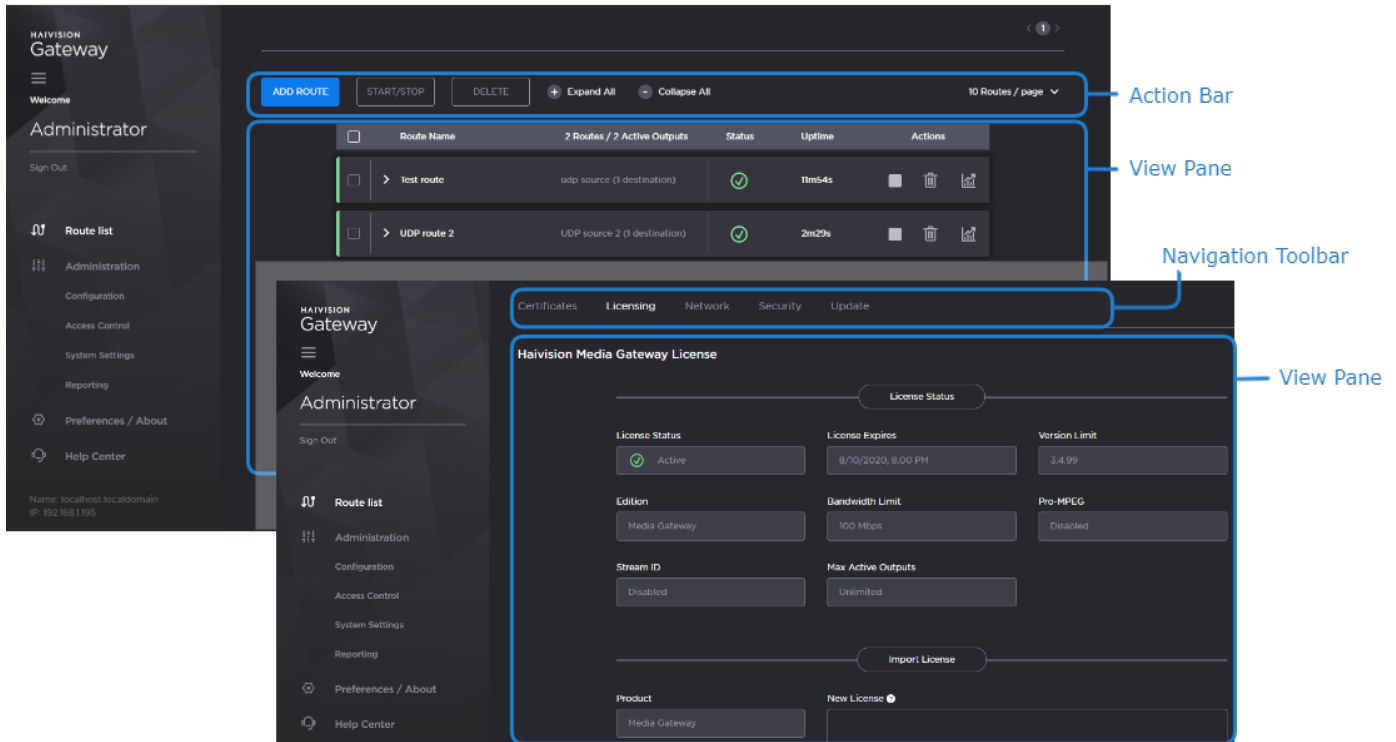 HAIVISION
Gateway
Welcome
Administrator
Sign Out
Route list
Administration
Configuration
Access Control
System Settings
Reporting
Preferences / About
Help Center
Name: localhost.localdomain
IP: 192.168.1.195
< 1 >
ADD ROUTE START/STOP DELETE + Expand All - Collapse All 10 Routes / page
Action Bar
Route Name 2 Routes / 2 Active Outputs Status Uptime Actions
Test route udp source (1 destination) 11m54s
UDP route 2 UDP source 2 (1 destination) 2m29s
View Pane
Navigation Toolbar
HAIVISION
Gateway
Welcome
Administrator
Sign Out
Route list
Administration
Configuration
Access Control
System Settings
Reporting
Preferences / About
Help Center
Certificates Licensing Network Security Update
Haivision Media Gateway License
View Pane
License Status
License Status License Expires Version Limit
Active 8/10/2020, 8:00 PM 3.4.99
Edition Bandwidth Limit Pro-MPEG
Media Gateway 100 Mbps Disabled
Stream ID Max Active Outputs
Disabled Unlimited
Import License
Product New License ?
Media Gateway